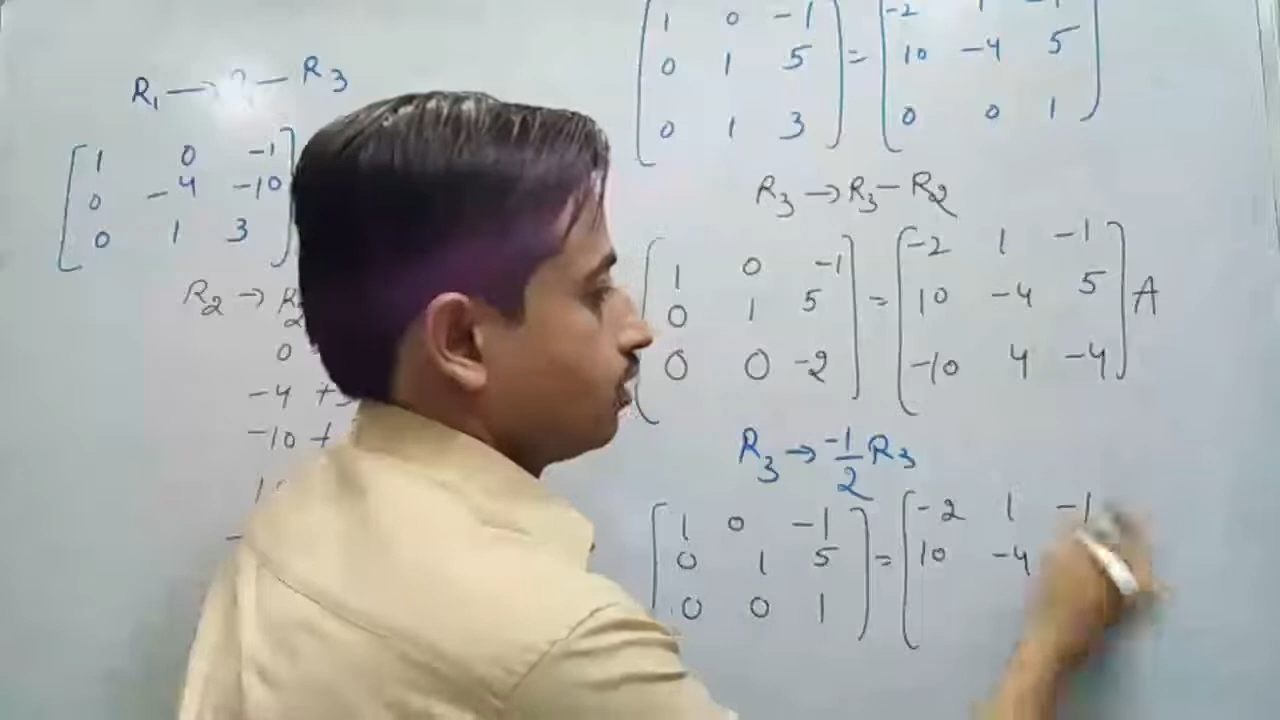 R₁ → – R₃
1 0 -1
0 -4 -10
0 1 3
R₂ →
0
-4 +
-10 +
1 0 -1 = -2
0 1 5 10 -4 5
0 1 3 0 0 1
R₃ → R₃ – R₂
1 0 -1 -2 1 -1
0 1 5 = 10 -4 5 A
0 0 -2 -10 4 -4
R₃ → -1/2 R₃
1 0 -1 -2 1 -1
0 1 5 = 10 -4
0 0 1